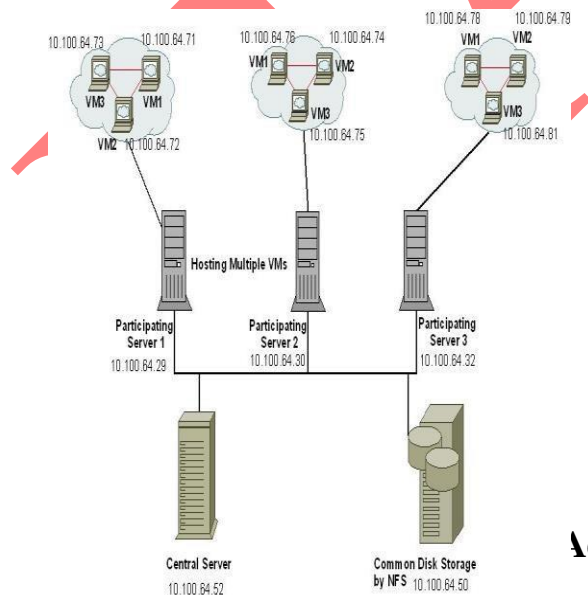 10.100.64.73
10.100.64.71
10.100.64.76
10.100.64.74
10.100.64.78
10.100.64.79
VM3
VM1
VM2
10.100.64.72
VM1
VM2
VM3
10.100.64.75
VM1
VM2
VM3
10.100.64.81
Hosting Multiple VMs
Participating
Server 1
10.100.64.29
Participating
Server 2
10.100.64.30
Participating
Server 3
10.100.64.32
Central Server
10.100.64.52
Common Disk Storage
by NFS 10.100.64.50